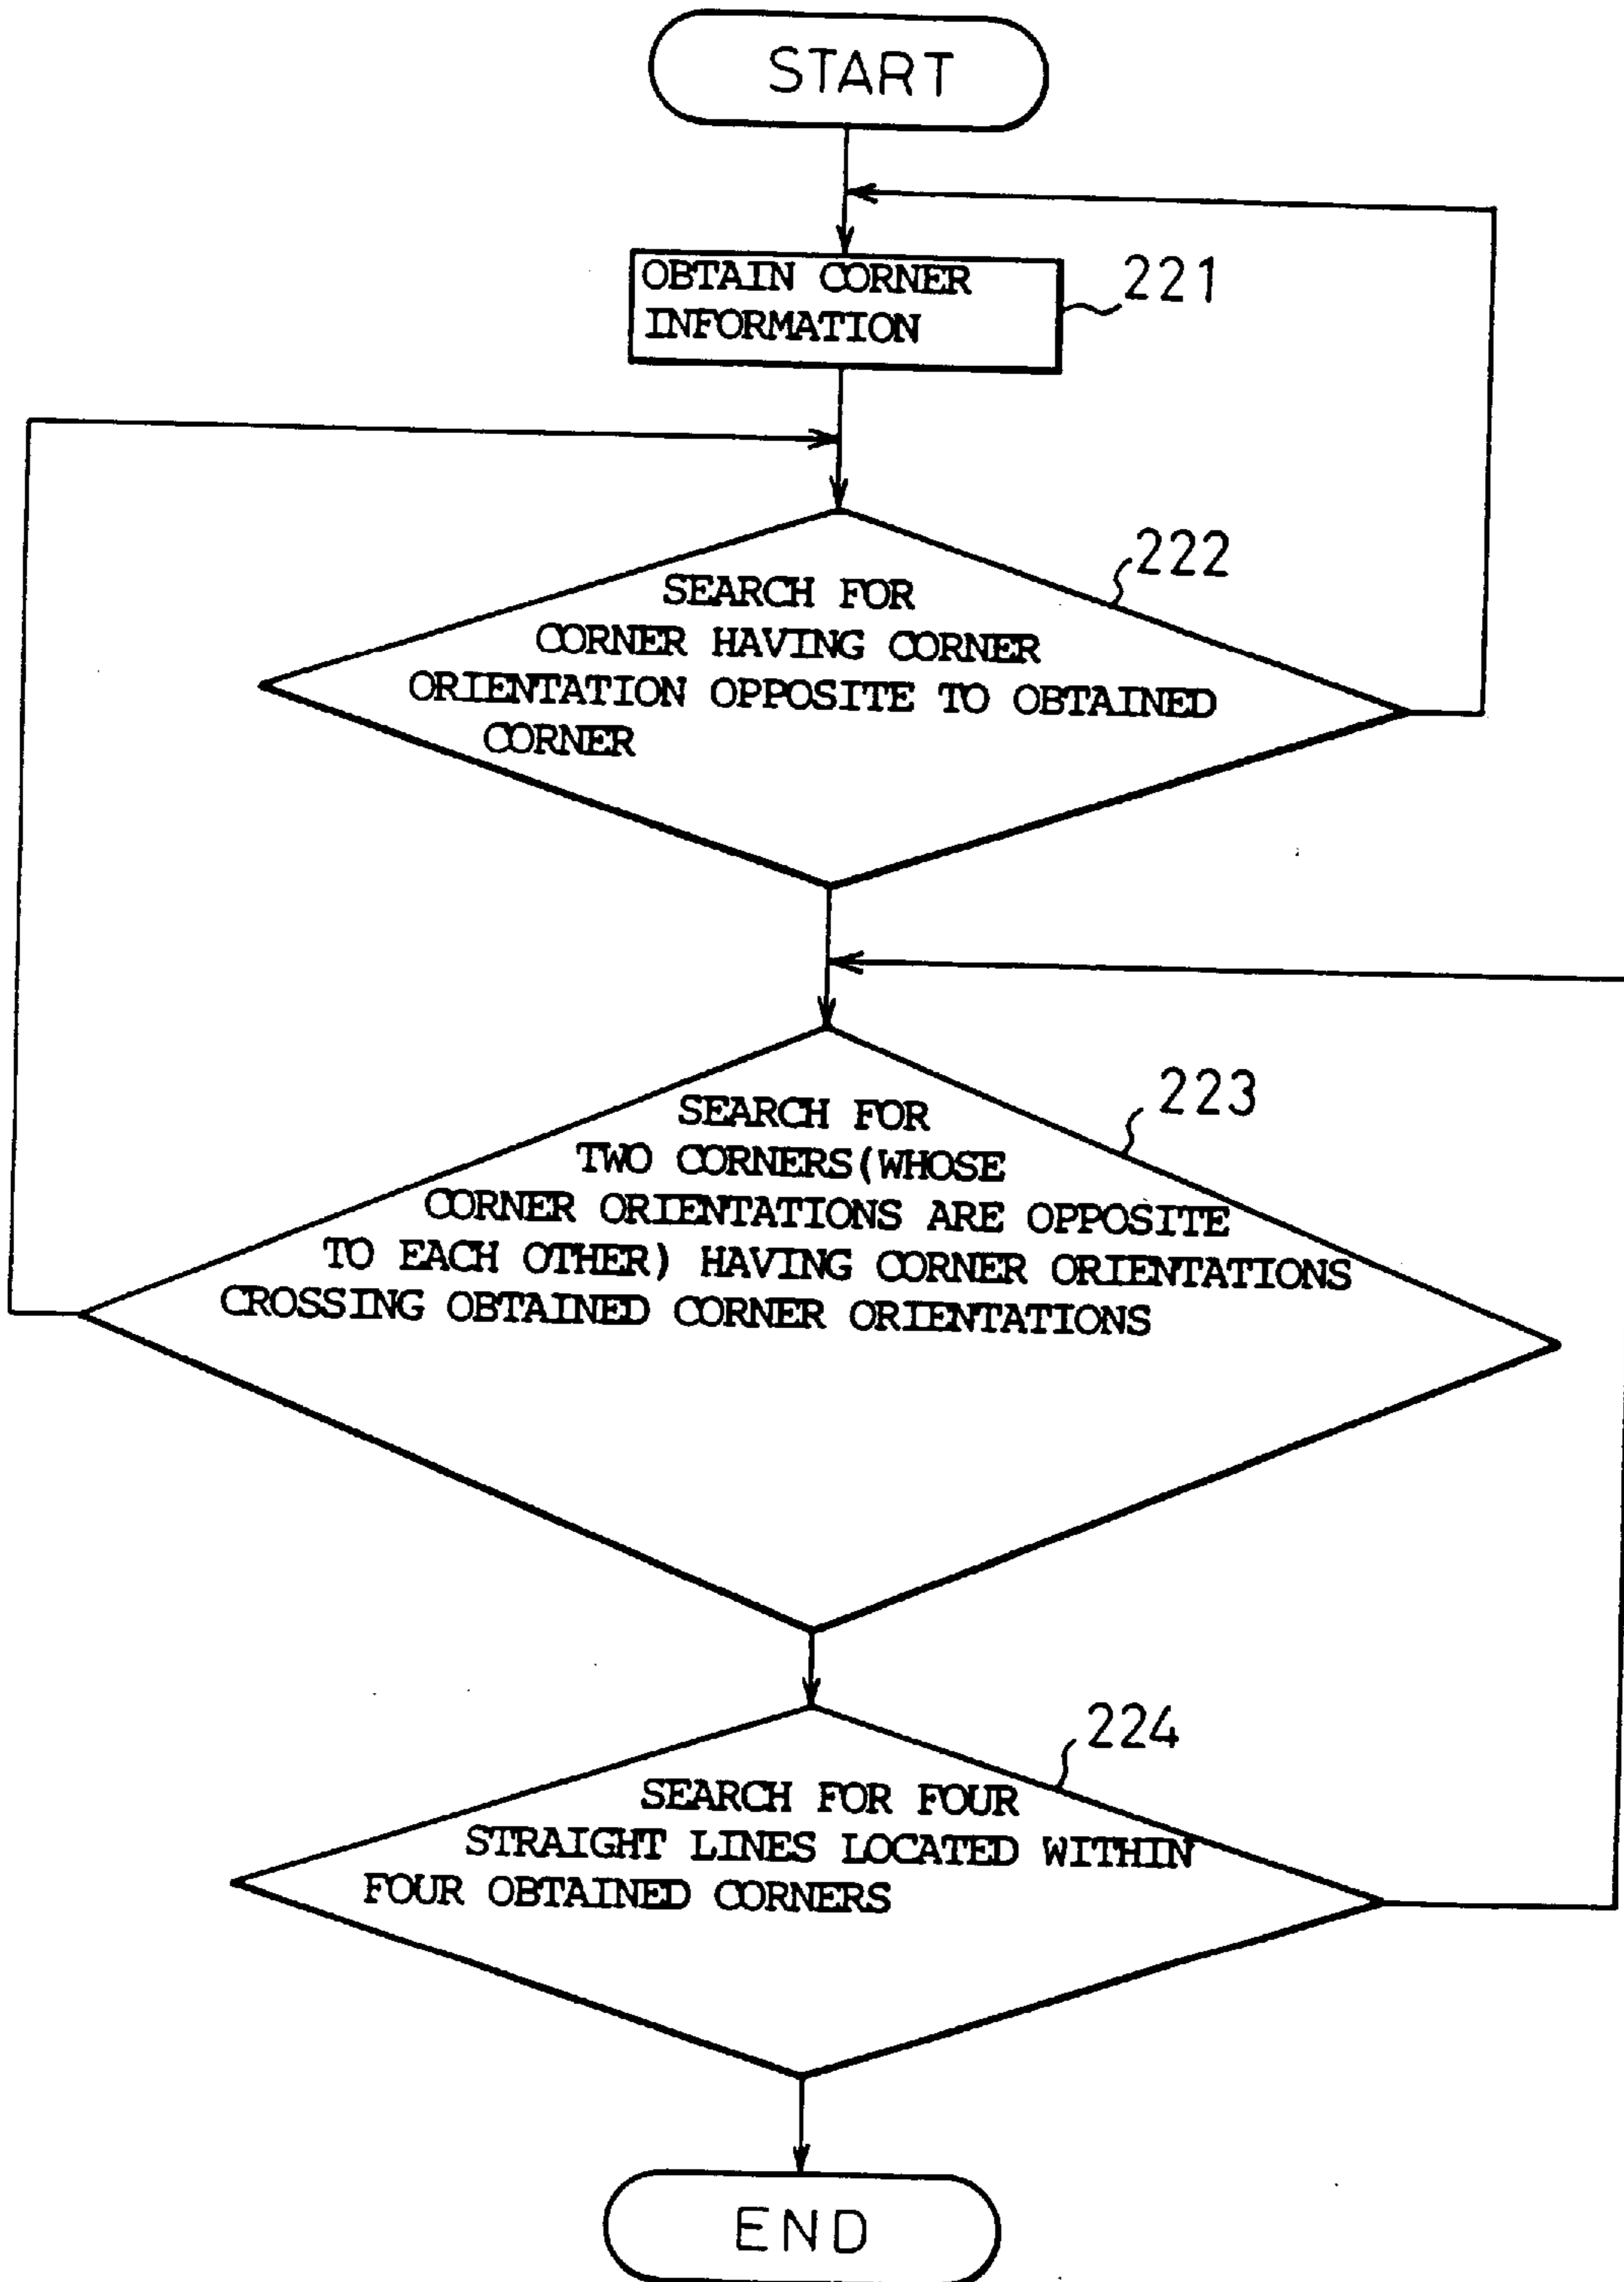 START
OBTAIN CORNER
INFORMATION
221
222
SEARCH FOR
CORNER HAVING CORNER
ORIENTATION OPPOSITE TO OBTAINED
CORNER
223
SEARCH FOR
TWO CORNERS(WHOSE
CORNER ORIENTATIONS ARE OPPOSITE
TO EACH OTHER) HAVING CORNER ORIENTATIONS
CROSSING OBTAINED CORNER ORIENTATIONS
224
SEARCH FOR FOUR
STRAIGHT LINES LOCATED WITHIN
FOUR OBTAINED CORNERS
END